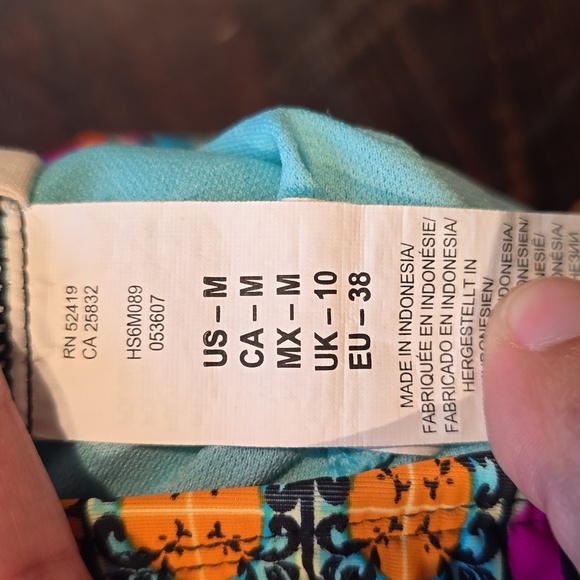 RN 52419
CA 25832
HS6M089
053607
US – M
CA – M
MX – M
UK – 10
EU – 38
MADE IN INDONESIA/
FABRIQUÉE EN INDONÉSIE/
FABRICADO EN INDONESIA/
HERGESTELLT IN